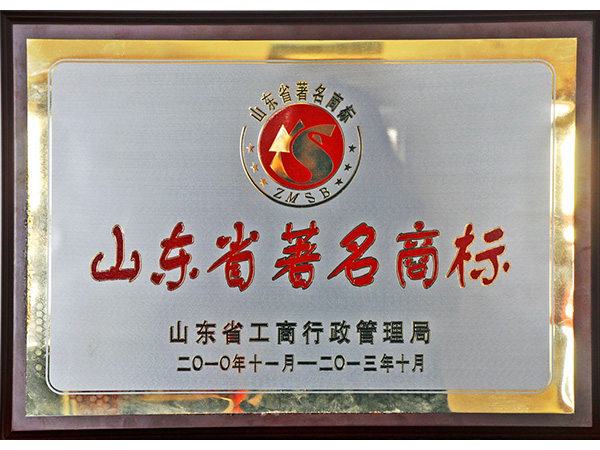 山东省著名商标
ZMSB
山东省著名商标
山东省工商行政管理局
二〇一〇年十一月—二〇一三年十月